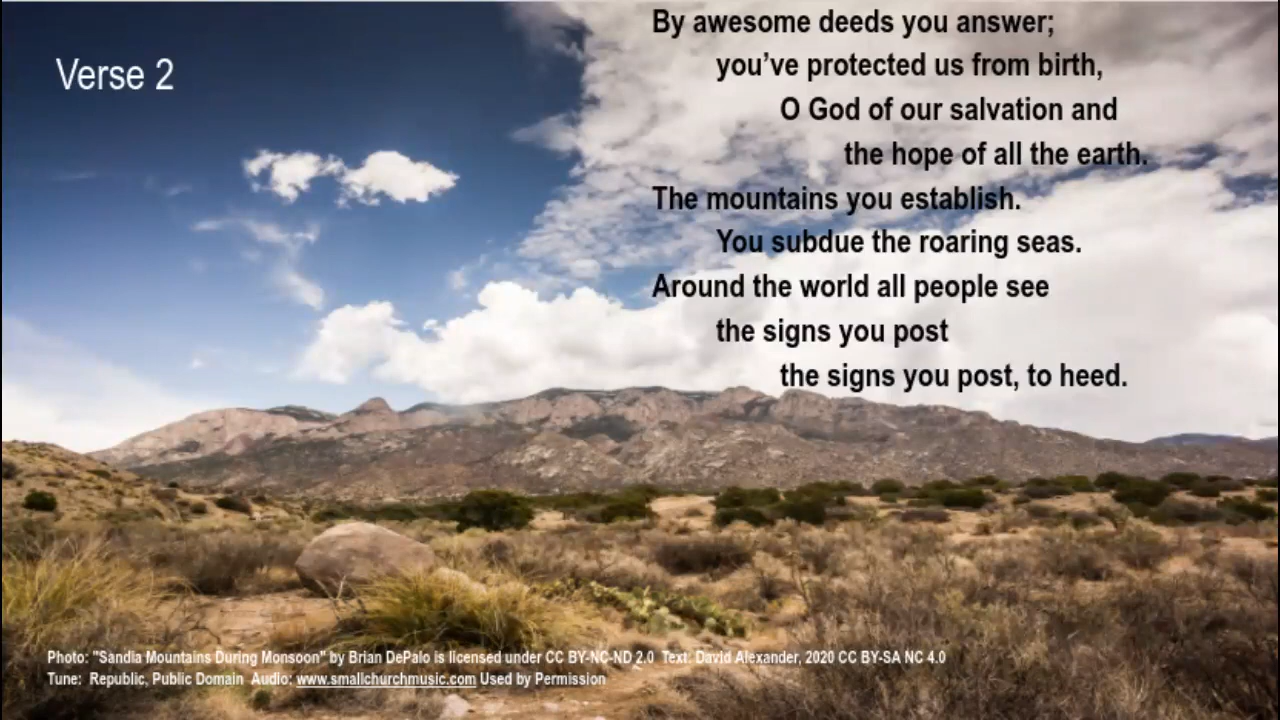 Verse 2
By awesome deeds you answer;
you’ve protected us from birth,
O God of our salvation and
the hope of all the earth.
The mountains you establish.
You subdue the roaring seas.
Around the world all people see
the signs you post
the signs you post, to heed.
Photo: "Sandia Mountains During Monsoon" by Brian DePalo is licensed under CC BY-NC-ND 2.0 Text: David Alexander, 2020 CC BY-SA NC 4.0
Tune: Republic, Public Domain Audio: www.smallchurchmusic.com Used by Permission